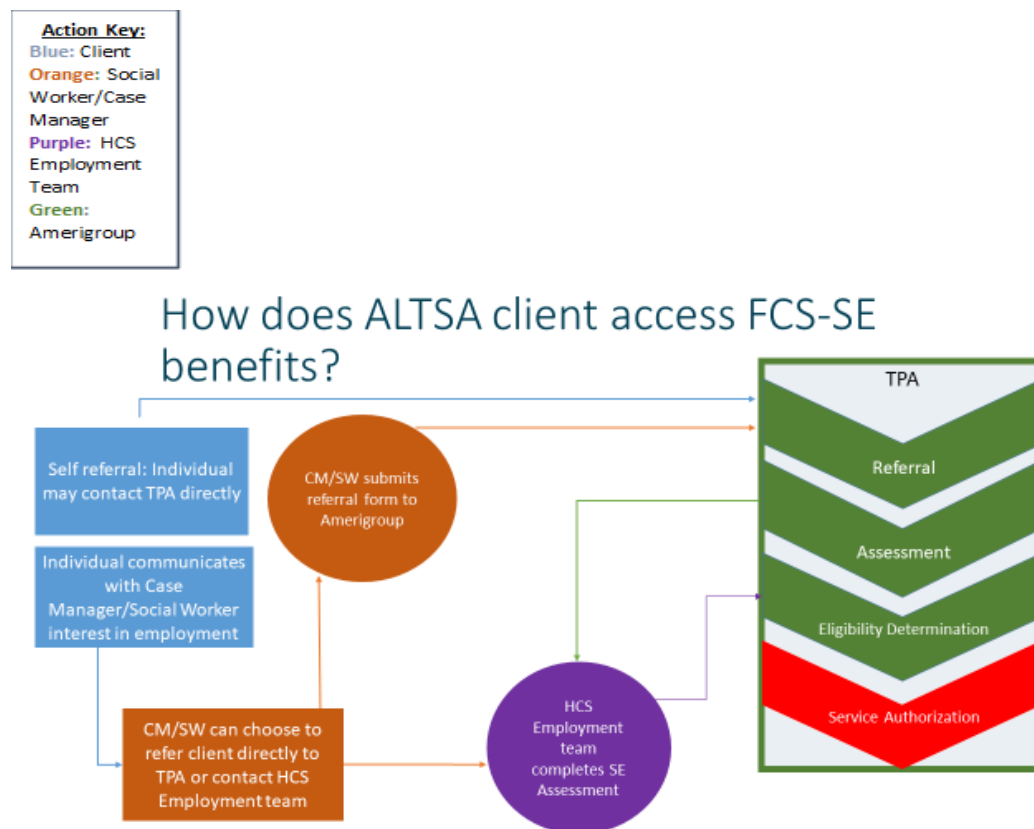 Action Key:
Blue: Client
Orange: Social
Worker/Case
Manager
Purple: HCS
Employment
Team
Green:
Amerigroup
How does ALTSA client access FCS-SE
benefits?
Self referral: Individual
may contact TPA directly
Individual communicates
with Case
Manager/Social Worker
interest in employment
CM/SW can choose to
refer client directly to
TPA or contact HCS
Employment team
CM/SW submits
referral form to
Amerigroup
HCS
Employment
team
completes SE
Assessment
TPA
Referral
Assessment
Eligibility Determination
Service Authorization